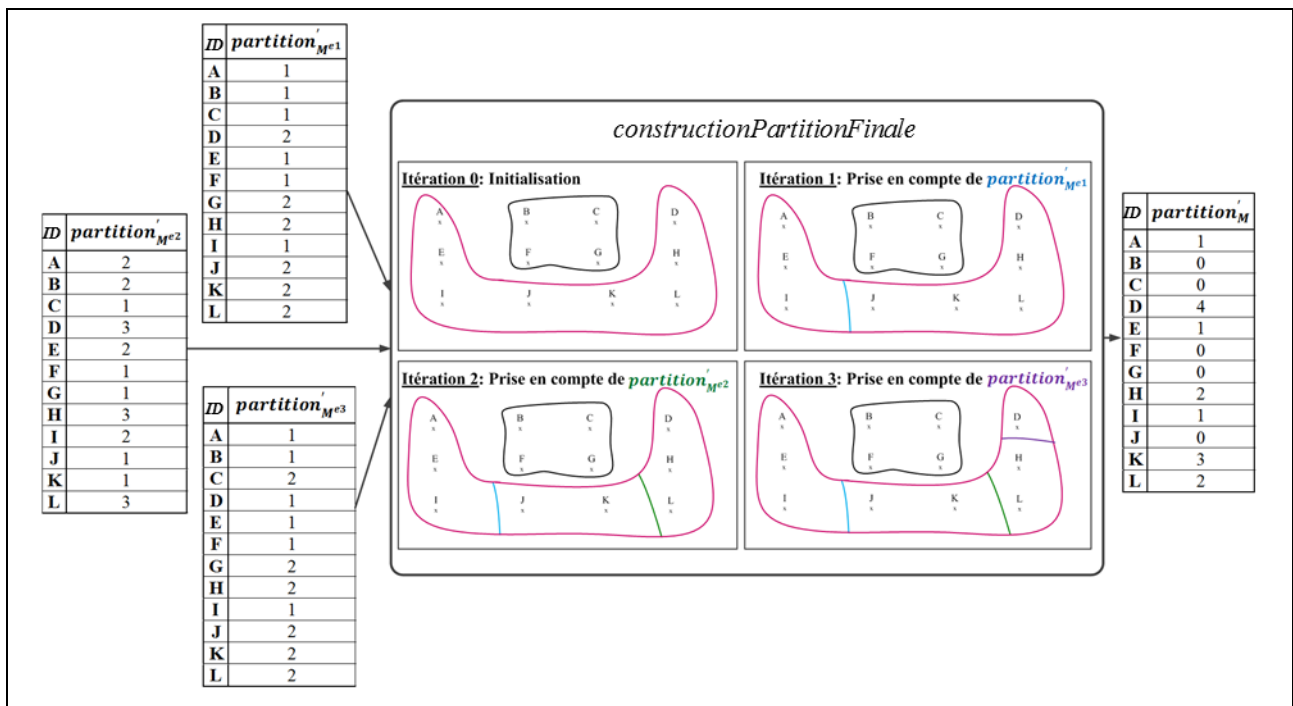 ID partition'Me1
A 1
B 1
C 1
D 2
E 1
F 1
G 2
H 2
I 1
J 2
K 2
L 2
ID partition'Me2
A 2
B 2
C 1
D 3
E 2
F 1
G 1
H 3
I 2
J 1
K 1
L 3
ID partition'Me3
A 1
B 1
C 2
D 1
E 1
F 1
G 2
H 2
I 1
J 2
K 2
L 2
constructionPartitionFinale
Itération 0: Initialisation
A B C D
x x x x
E F G H
x x x x
I J K L
x x x x
Itération 1: Prise en compte de partition'Me1
A B C D
x x x x
E F G H
x x x x
I J K L
x x x x
Itération 2: Prise en compte de partition'Me2
A B C D
x x x x
E F G H
x x x x
I J K L
x x x x
Itération 3: Prise en compte de partition'Me3
A B C D
x x x x
E F G H
x x x x
I J K L
x x x x
ID partition'M
A 1
B 0
C 0
D 4
E 1
F 0
G 0
H 2
I 1
J 0
K 3
L 2